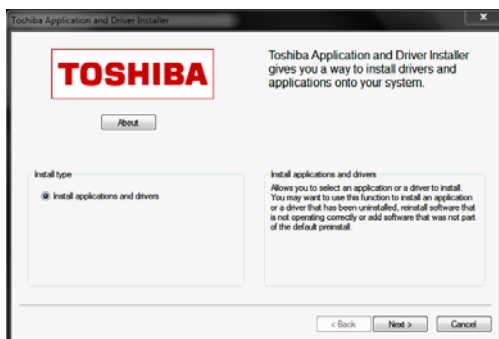 Toshiba Application and Driver Installer
x
TOSHIBA
Toshiba Application and Driver Installer
gives you a way to install drivers and
applications onto your system.
About
Install type
Install applications and drivers
Install applications and drivers
Allows you to select an application or a driver to install.
You may want to use this function to install an application
or a driver that has been uninstalled, reinstall software that
is not operating correctly or add software that was not part
of the default preinstall.
< Back
Next >
Cancel